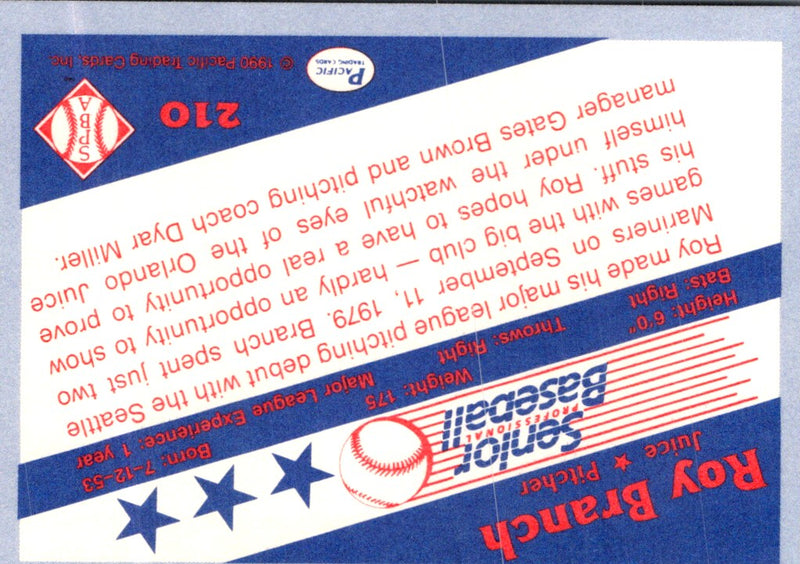 Roy Branch
Juice ★ Pitcher
Senior
PROFESSIONAL
Baseball
Height: 6'0" Weight: 175 Born: 7-12-53
Bats: Right Throws: Right Major League Experience: 1 year
Roy made his major league pitching debut with the Seattle
Mariners on September 11, 1979. Branch spent just two
games with the big club — hardly an opportunity to show
his stuff. Roy hopes to have a real opportunity to prove
himself under the watchful eyes of the Orlando Juice
manager Gates Brown and pitching coach Dyar Miller.
SPBA
210
PACIFIC
TRADING CARDS
© 1990 Pacific Trading Cards, Inc.